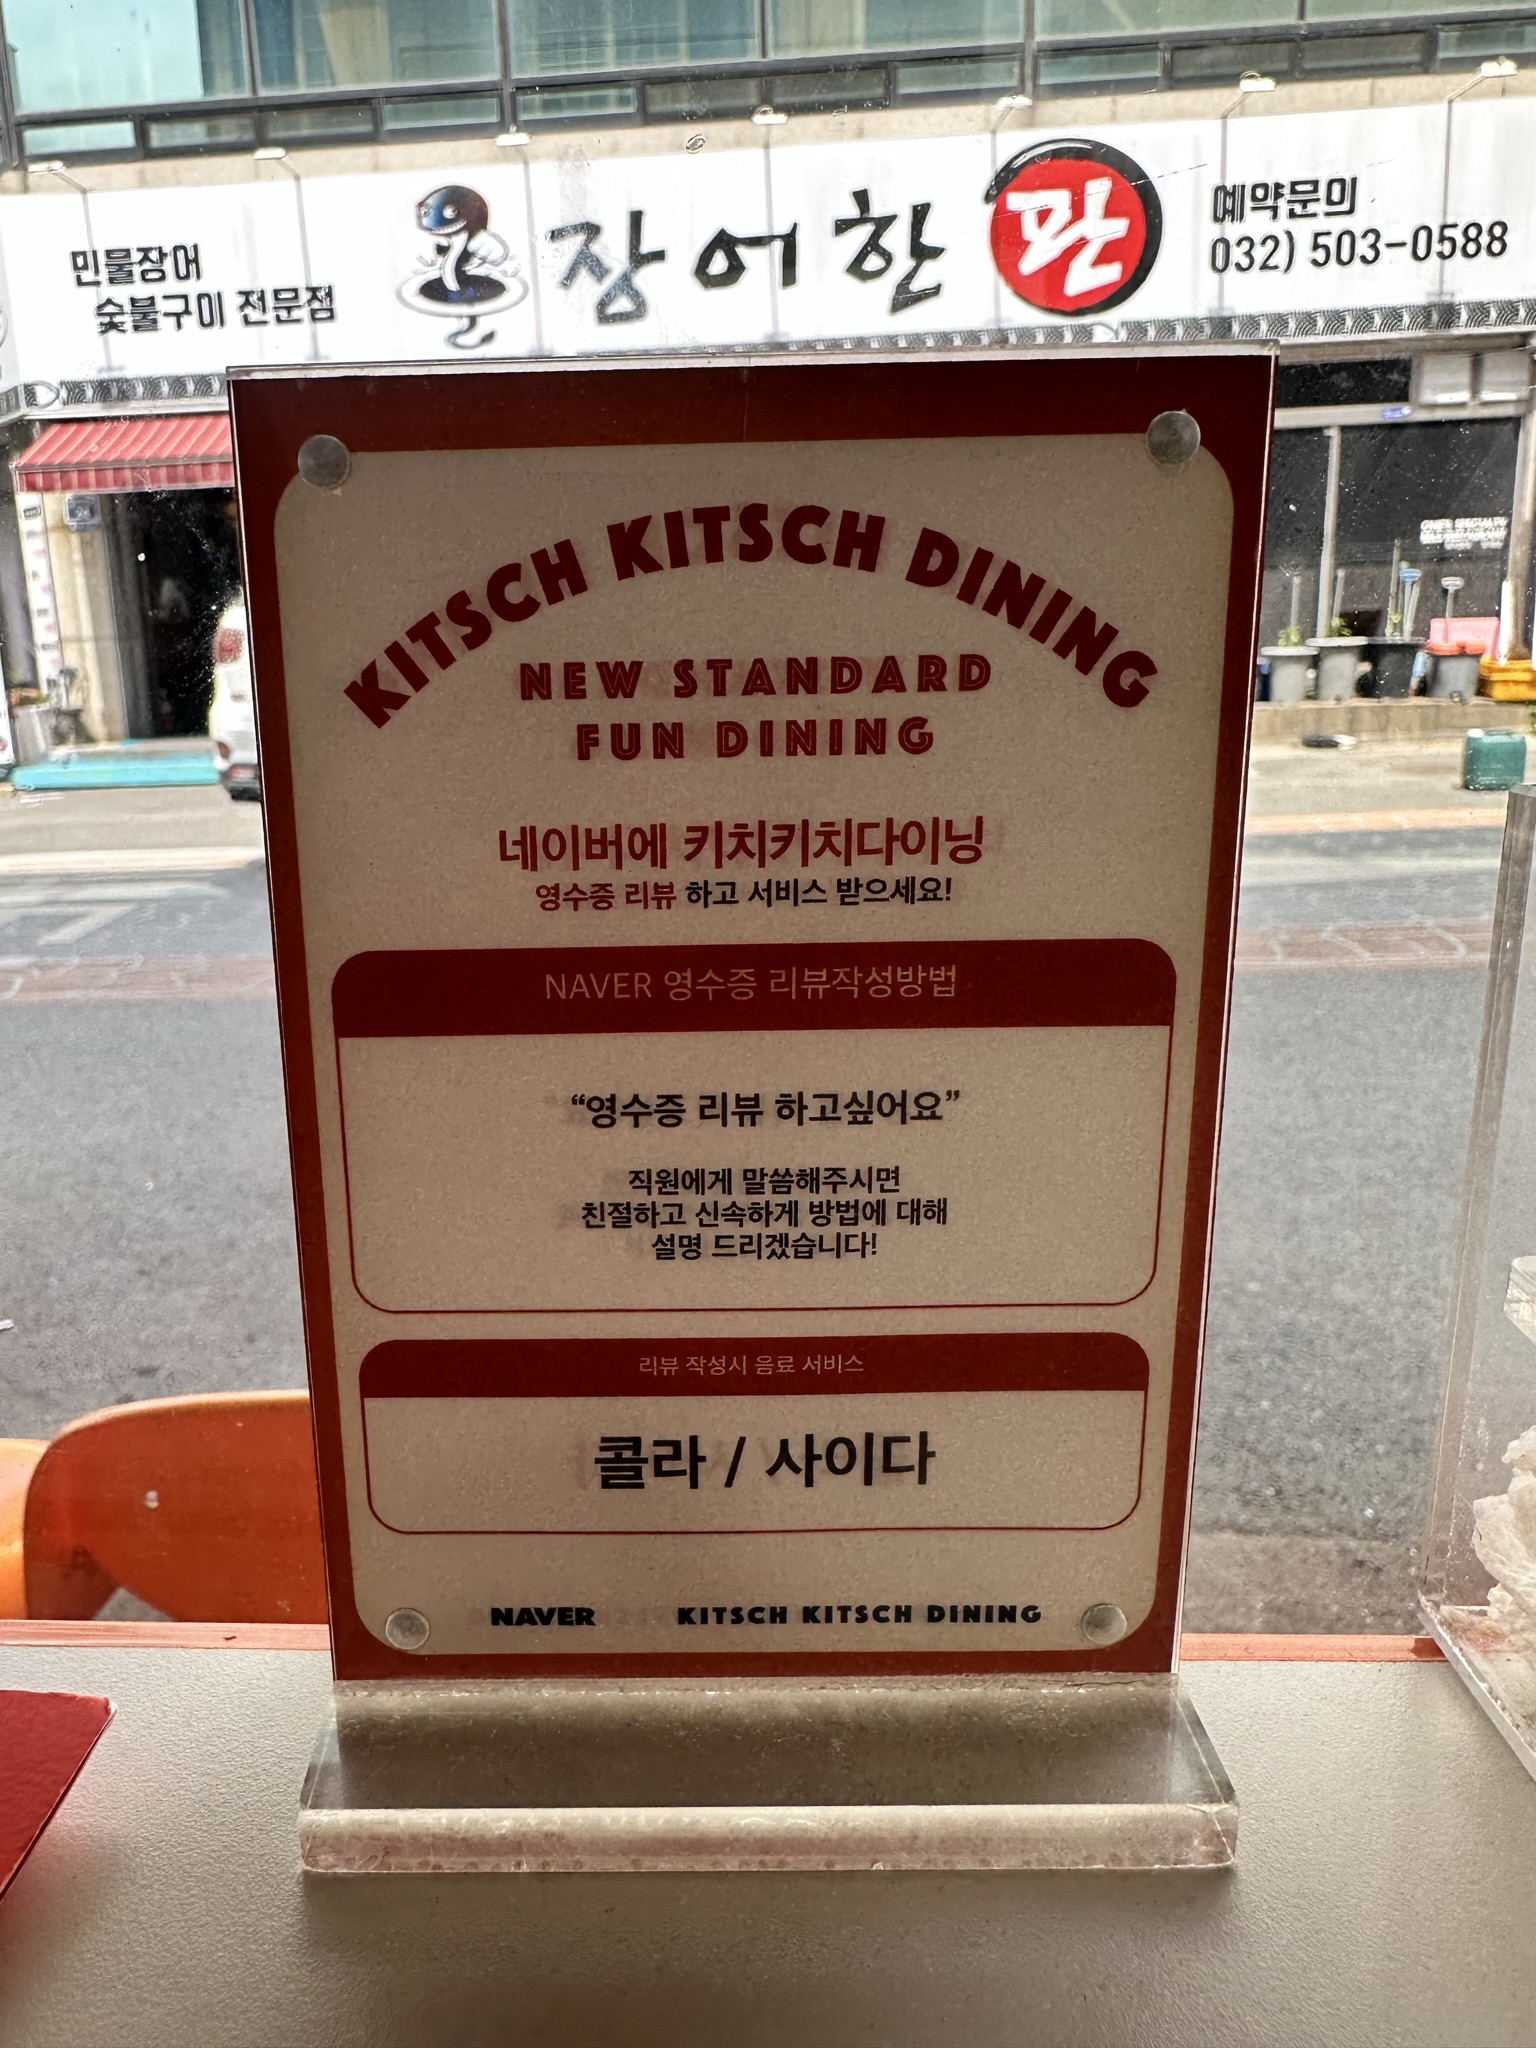 민물장어
숯불구이 전문점
장어한판
예약문의
032) 503-0588
KITSCH KITSCH DINING
NEW STANDARD
FUN DINING
네이버에 키치키치다이닝
영수증 리뷰 하고 서비스 받으세요!
NAVER 영수증 리뷰작성방법
“영수증 리뷰 하고싶어요”
직원에게 말씀해주시면
친절하고 신속하게 방법에 대해
설명 드리겠습니다!
리뷰 작성시 음료 서비스
콜라 / 사이다
NAVER
KITSCH KITSCH DINING